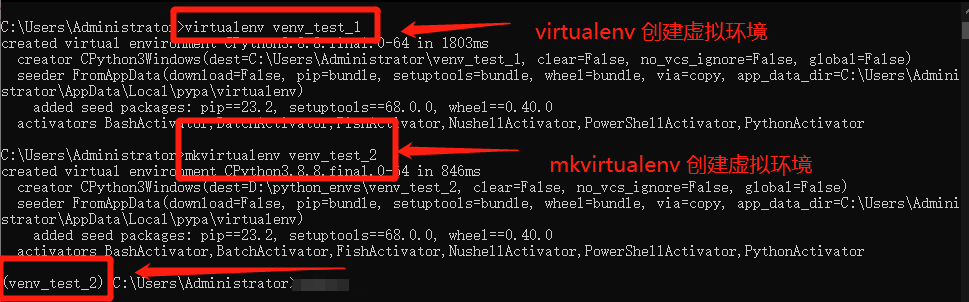 C:\Users\Administrator>virtualenv venv_test_1
virtualenv 创建虚拟环境
created virtual environment CPython3.8.8.final.0-64 in 1803ms
creator CPython3Windows(dest=C:\Users\Administrator\venv_test_1, clear=False, no_vcs_ignore=False, global=False)
seeder FromAppData(download=False, pip=bundle, setuptools=bundle, wheel=bundle, via=copy, app_data_dir=C:\Users\Admini
strator\AppData\Local\pypa\virtualenv)
added seed packages: pip==23.2, setuptools==68.0.0, wheel==0.40.0
activators BashActivator,BatchActivator,FishActivator,NushellActivator,PowerShellActivator,PythonActivator
C:\Users\Administrator>mkvirtualenv venv_test_2
mkvirtualenv 创建虚拟环境
created virtual environment CPython3.8.8.final.0-64 in 846ms
creator CPython3Windows(dest=D:\python_envs\venv_test_2, clear=False, no_vcs_ignore=False, global=False)
seeder FromAppData(download=False, pip=bundle, setuptools=bundle, wheel=bundle, via=copy, app_data_dir=C:\Users\Admini
strator\AppData\Local\pypa\virtualenv)
added seed packages: pip==23.2, setuptools==68.0.0, wheel==0.40.0
activators BashActivator,BatchActivator,FishActivator,NushellActivator,PowerShellActivator,PythonActivator
(venv_test_2) C:\Users\Administrator>